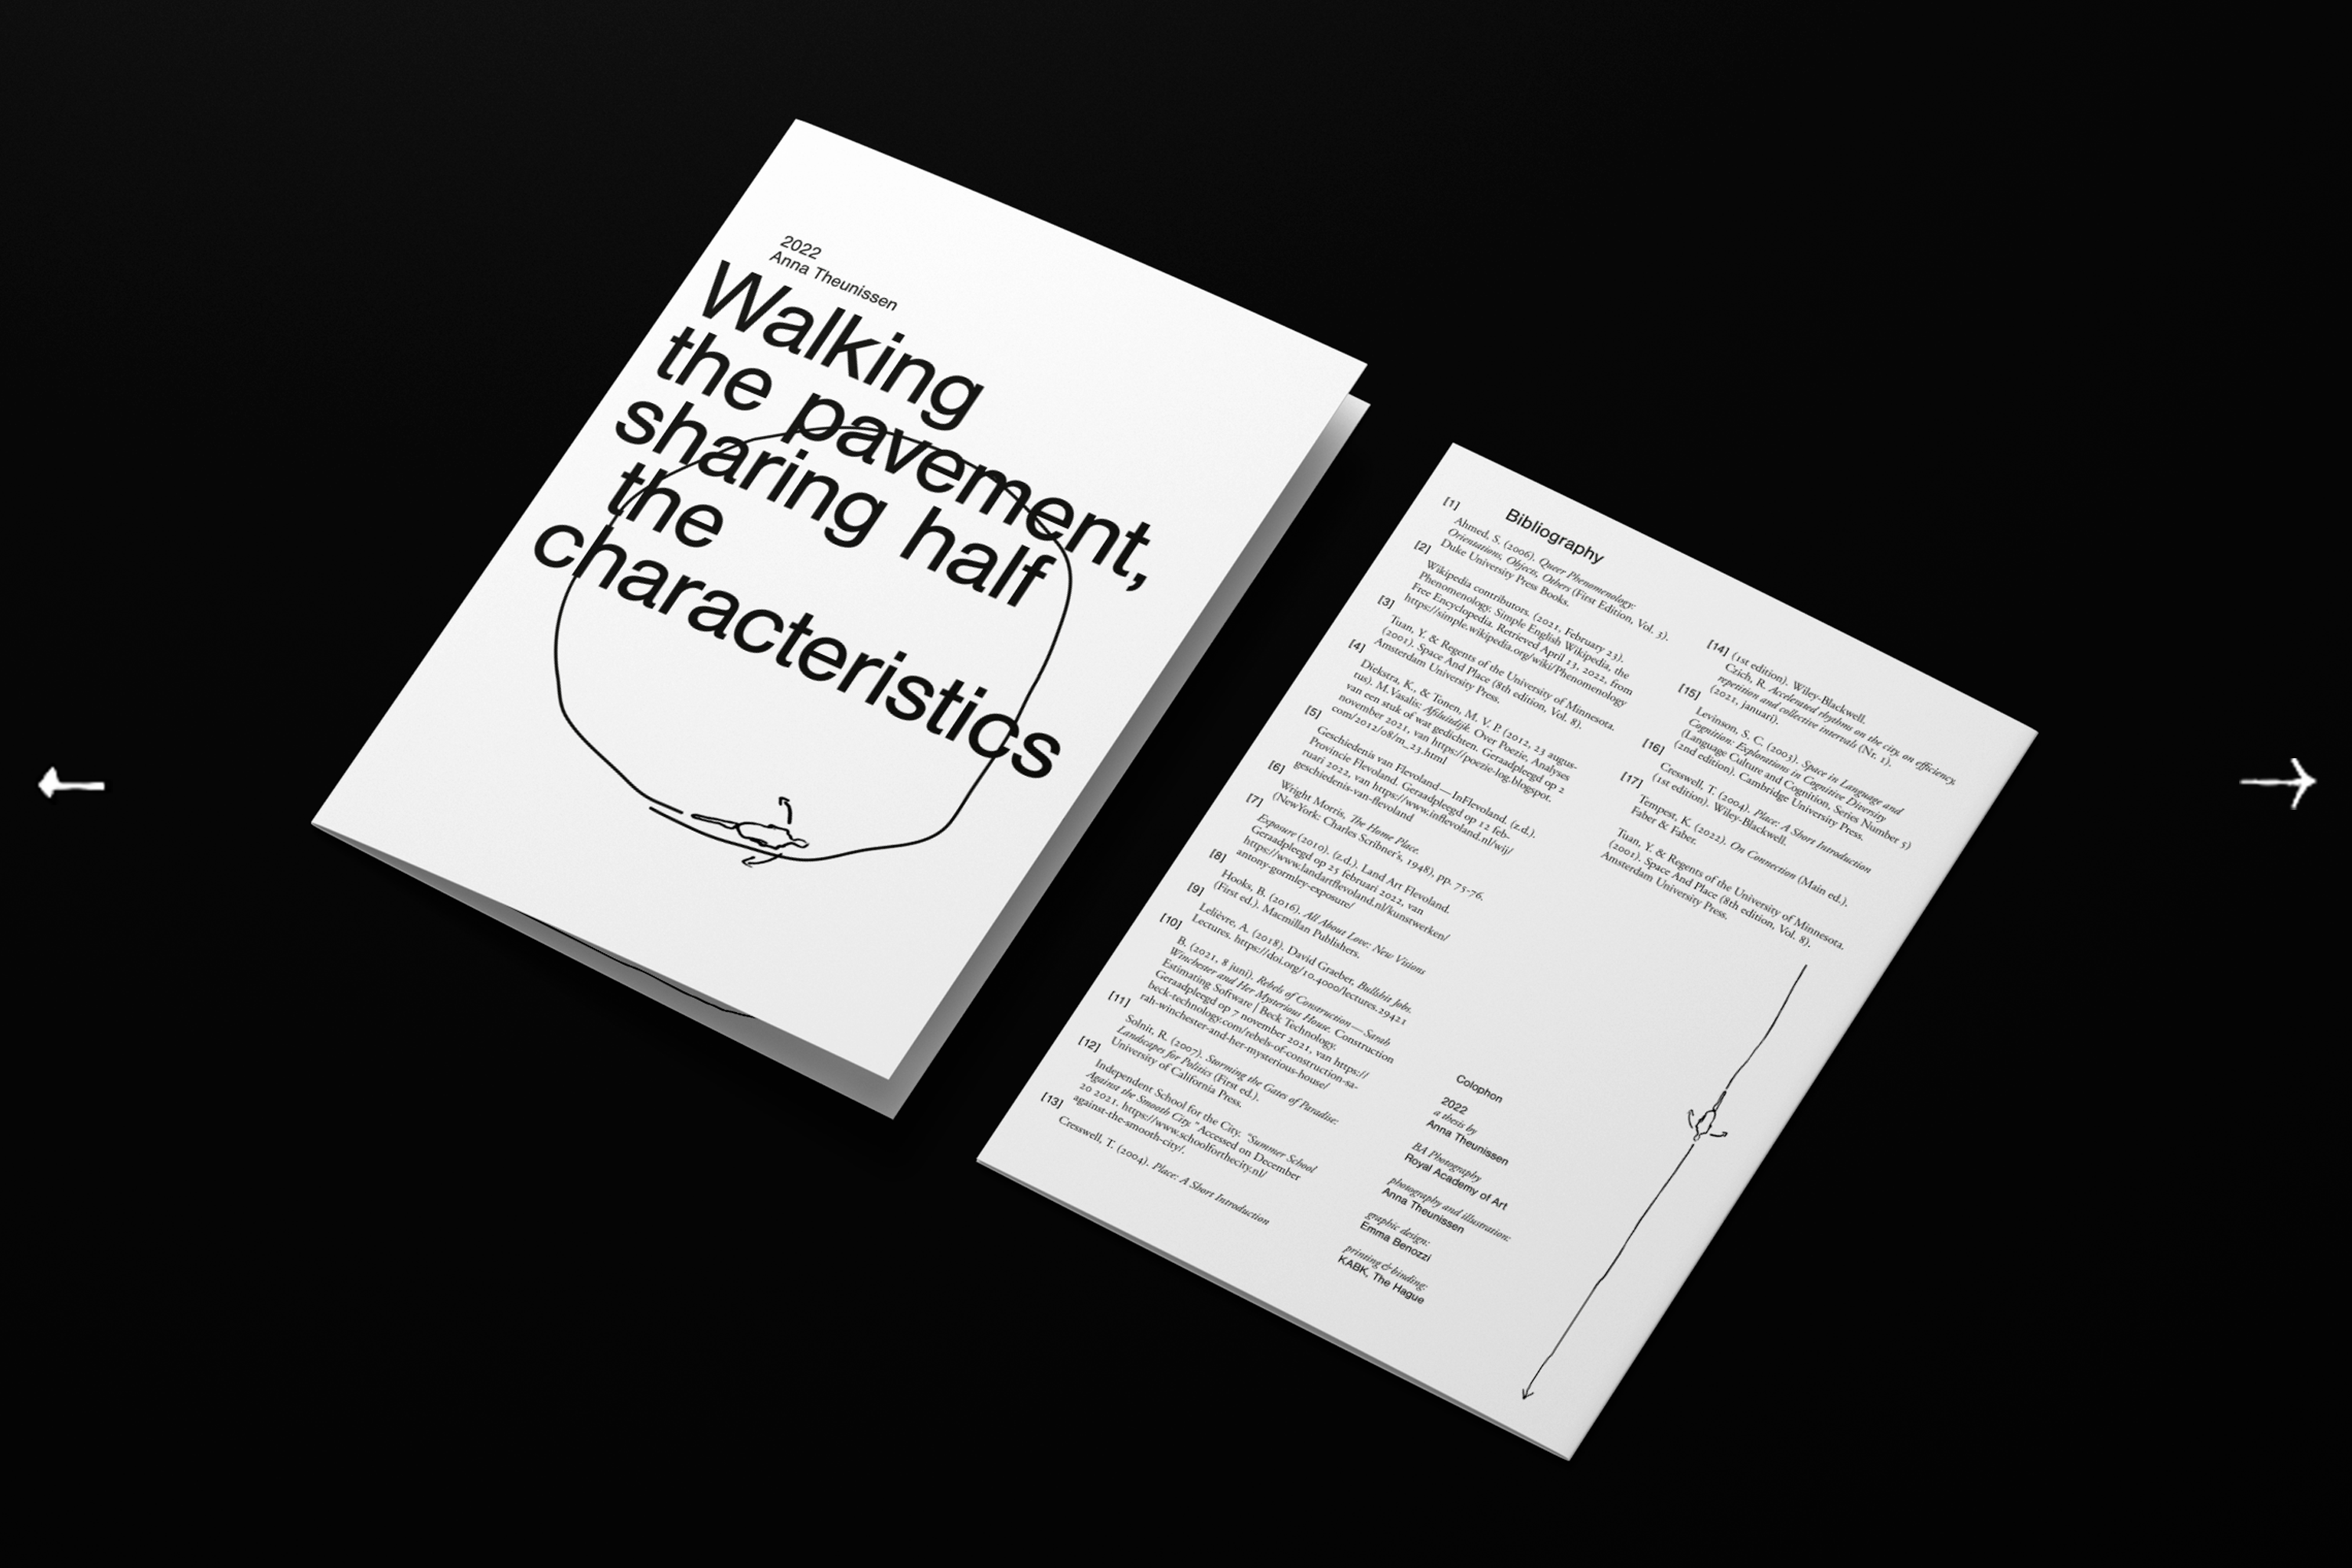 2022
Anna Theunissen
Walking
the pavement,
sharing half
the
characteristics
Bibliography
[1]
Ahmed, S. (2006). Queer Phenomenology:
Orientations, Objects, Others (First Edition, Vol. 3).
Duke University Press Books.
[2]
Wikipedia contributors. (2021, February 23).
Phenomenology. Simple English Wikipedia, the
Free Encyclopedia. Retrieved April 13, 2022, from
https://simple.wikipedia.org/wiki/Phenomenology
[3]
Tuan, Y. & Regents of the University of Minnesota.
(2001). Space And Place (8th edition, Vol. 8).
Amsterdam University Press.
[4]
Diekstra, K., & Tonen, M. V. P. (2012, 23 augus-
tus). M.Vasalis: Afsluitdijk. Over Poezie, Analyses
van een stuk of wat gedichten. Geraadpleegd op 2
november 2021, van https://poezie-log.blogspot.
com/2012/08/m_23.html
[5]
Geschiedenis van Flevoland — InFlevoland. (z.d.).
Provincie Flevoland. Geraadpleegd op 12 feb-
ruari 2022, van https://www.inflevoland.nl/wij/
geschiedenis-van-flevoland
[6]
Wright Morris, The Home Place.
(NewYork: Charles Scribner's, 1948), pp. 75-76.
[7]
Exposure (2010). (z.d.). Land Art Flevoland.
Geraadpleegd op 25 februari 2022, van
https://www.landartflevoland.nl/kunstwerken/
antony-gormley-exposure/
[8]
Hooks, B. (2016). All About Love: New Visions
(First ed.). Macmillan Publishers.
[9]
Lelièvre, A. (2018). David Graeber, Bullshit Jobs.
Lectures. https://doi.org/10.4000/lectures.29421
[10]
B. (2021, 8 juni). Rebels of Construction — Sarah
Winchester and Her Mysterious House. Construction
Estimating Software | Beck Technology.
Geraadpleegd op 7 november 2021, van https://
beck-technology.com/rebels-of-construction-sa-
rah-winchester-and-her-mysterious-house/
[11]
Solnit, R. (2007). Storming the Gates of Paradise:
Landscapes for Politics (First ed.).
University of California Press.
[12]
Independent School for the City. "Summer School
Against the Smooth City." Accessed on December
20 2021. https://www.schoolforthecity.nl/
against-the-smooth-city/.
[13]
Cresswell, T. (2004). Place: A Short Introduction
(1st edition). Wiley-Blackwell.
[14]
Czich, R. Accelerated rhythms on the city, on efficiency,
repetition and collective intervals (Nr. 1).
(2021, januari).
[15]
Levinson, S. C. (2003). Space in Language and
Cognition: Explorations in Cognitive Diversity
(Language Culture and Cognition, Series Number 5)
(2nd edition). Cambridge University Press.
[16]
Cresswell, T. (2004). Place: A Short Introduction
(1st edition). Wiley-Blackwell.
[17]
Tempest, K. (2022). On Connection (Main ed.).
Faber & Faber.
Tuan, Y. & Regents of the University of Minnesota.
(2001). Space And Place (8th edition, Vol. 8).
Amsterdam University Press.
Colophon
2022
a thesis by
Anna Theunissen
BA Photography
Royal Academy of Art
photography and illustration:
Anna Theunissen
graphic design:
Emma Benozzi
printing & binding:
KABK, The Hague